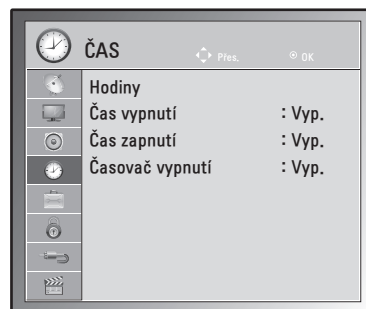 ČAS Přes. OK
Hodiny
Čas vypnutí : Vyp.
Čas zapnutí : Vyp.
Časovač vypnutí : Vyp.